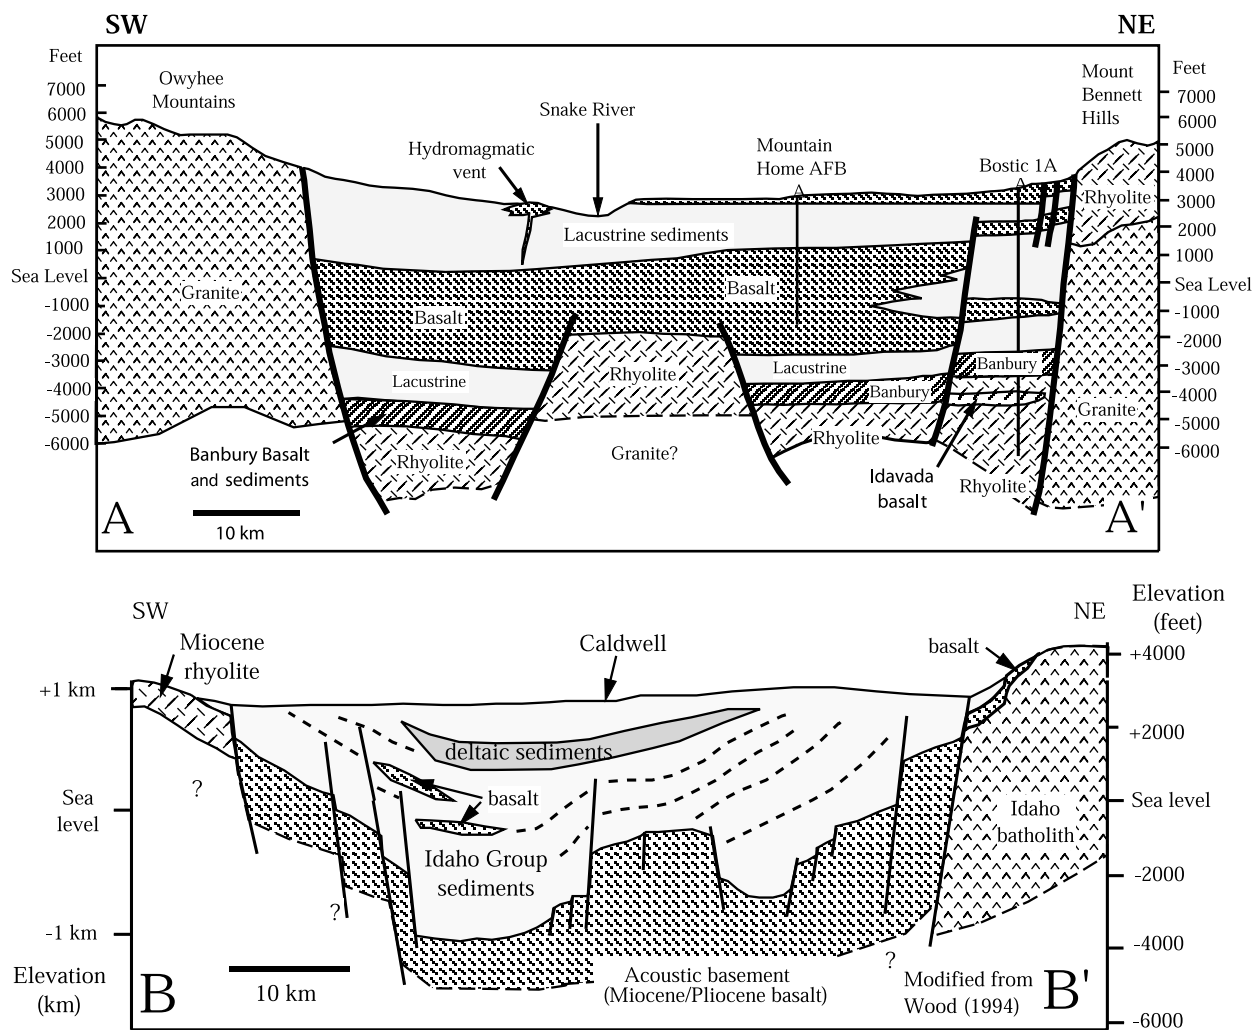 SW
NE
Feet
7000
6000
5000
4000
3000
2000
1000
Sea Level
-1000
-2000
-3000
-4000
-5000
-6000
Owyhee
Mountains
Hydromagmatic
vent
Snake River
Mountain
Home AFB
Bostic 1A
Mount
Bennett
Hills
Feet
7000
6000
5000
4000
3000
2000
1000
Sea Level
-1000
-2000
-3000
-4000
-5000
-6000
Rhyolite
Lacustrine sediments
Granite
Basalt
Basalt
Lacustrine
Rhyolite
Lacustrine
Banbury
Banbury
Granite
Rhyolite
Rhyolite
Granite?
Banbury Basalt
and sediments
Idavada
basalt
Rhyolite
A
10 km
A'
SW
NE
Elevation
(feet)
Miocene
rhyolite
Caldwell
basalt
+4000
+2000
Sea level
-2000
-4000
-6000
+1 km
Sea
level
-1 km
Elevation
(km)
deltaic sediments
?
basalt
Idaho
batholith
Idaho Group
sediments
?
?
Acoustic basement
(Miocene/Pliocene basalt)
Modified from
Wood (1994)
B
10 km
B'